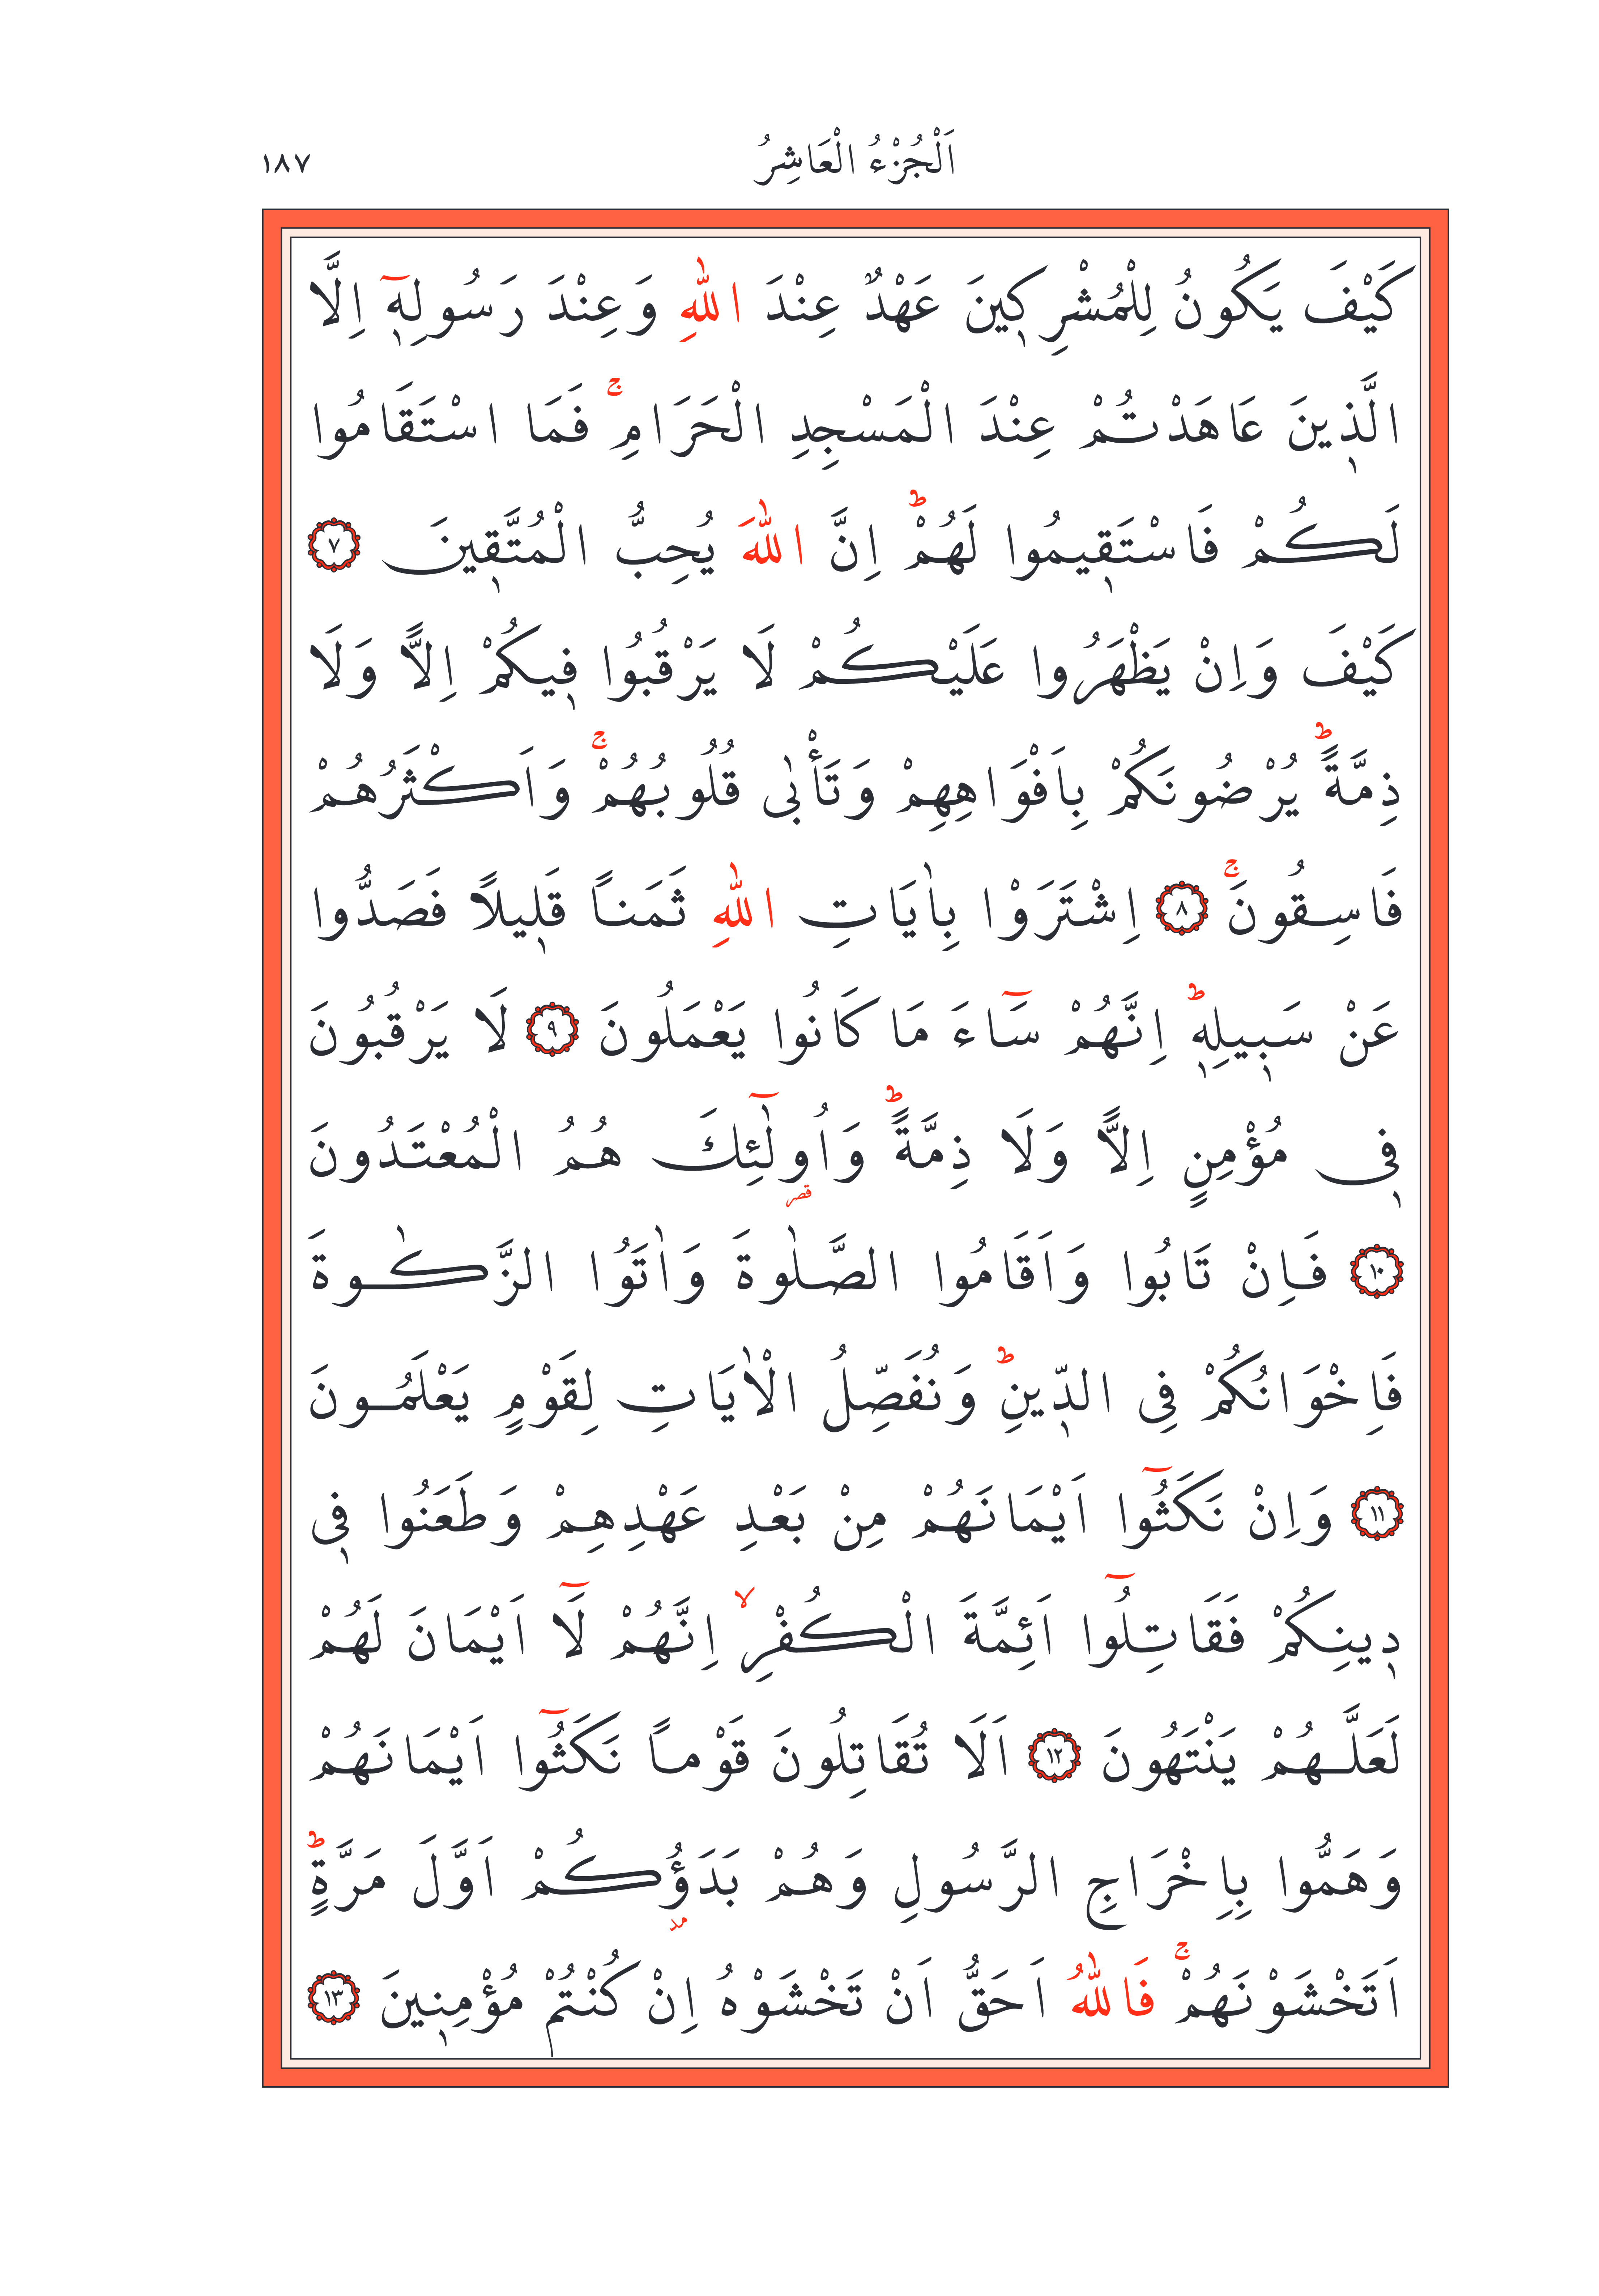 اَلْجُزْءُ الْعَاشِرُ ١٨٧
كَيْفَ يَكُونُ لِلْمُشْرِكٖينَ عَهْدٌ عِنْدَ اللّٰهِ وَعِنْدَ رَسُولِهٖٓ اِلَّا
الَّذٖينَ عَاهَدْتُمْ عِنْدَ الْمَسْجِدِ الْحَرَامِۚ فَمَا اسْتَقَامُوا
لَكُمْ فَاسْتَقٖيمُوا لَهُمْؕ اِنَّ اللّٰهَ يُحِبُّ الْمُتَّقٖينَ ٧
كَيْفَ وَاِنْ يَظْهَرُوا عَلَيْكُمْ لَا يَرْقُبُوا فٖيكُمْ اِلًّا وَلَا
ذِمَّةًؕ يُرْضُونَكُمْ بِاَفْوَاهِهِمْ وَتَأْبٰى قُلُوبُهُمْۚ وَاَكْثَرُهُمْ
فَاسِقُونَۚ ٨ اِشْتَرَوْا بِاٰيَاتِ اللّٰهِ ثَمَناً قَلٖيلاً فَصَدُّوا
عَنْ سَبٖيلِهٖؕ اِنَّهُمْ سَٓاءَ مَا كَانُوا يَعْمَلُونَ ٩ لَا يَرْقُبُونَ
فٖى مُؤْمِنٍ اِلًّا وَلَا ذِمَّةًؕ وَاُولٰٓئِكَ هُمُ الْمُعْتَدُونَ
١٠ فَاِنْ تَابُوا وَاَقَامُوا الصَّلٰوةَ وَاٰتَوُا الزَّكٰوةَ
فَاِخْوَانُكُمْ فِى الدّٖينِؕ وَنُفَصِّلُ الْاٰيَاتِ لِقَوْمٍ يَعْلَمُونَ
١١ وَاِنْ نَكَثُٓوا اَيْمَانَهُمْ مِنْ بَعْدِ عَهْدِهِمْ وَطَعَنُوا فٖى
دٖينِكُمْ فَقَاتِلُٓوا اَئِمَّةَ الْكُفْرِۙ اِنَّهُمْ لَٓا اَيْمَانَ لَهُمْ
لَعَلَّهُمْ يَنْتَهُونَ ١٢ اَلَا تُقَاتِلُونَ قَوْماً نَكَثُٓوا اَيْمَانَهُمْ
وَهَمُّوا بِاِخْرَاجِ الرَّسُولِ وَهُمْ بَدَؤُ۫كُمْ اَوَّلَ مَرَّةٍؕ
اَتَخْشَوْنَهُمْۚ فَاللّٰهُ اَحَقُّ اَنْ تَخْشَوْهُ اِنْ كُنْتُمْ مُؤْمِنٖينَ ١٣